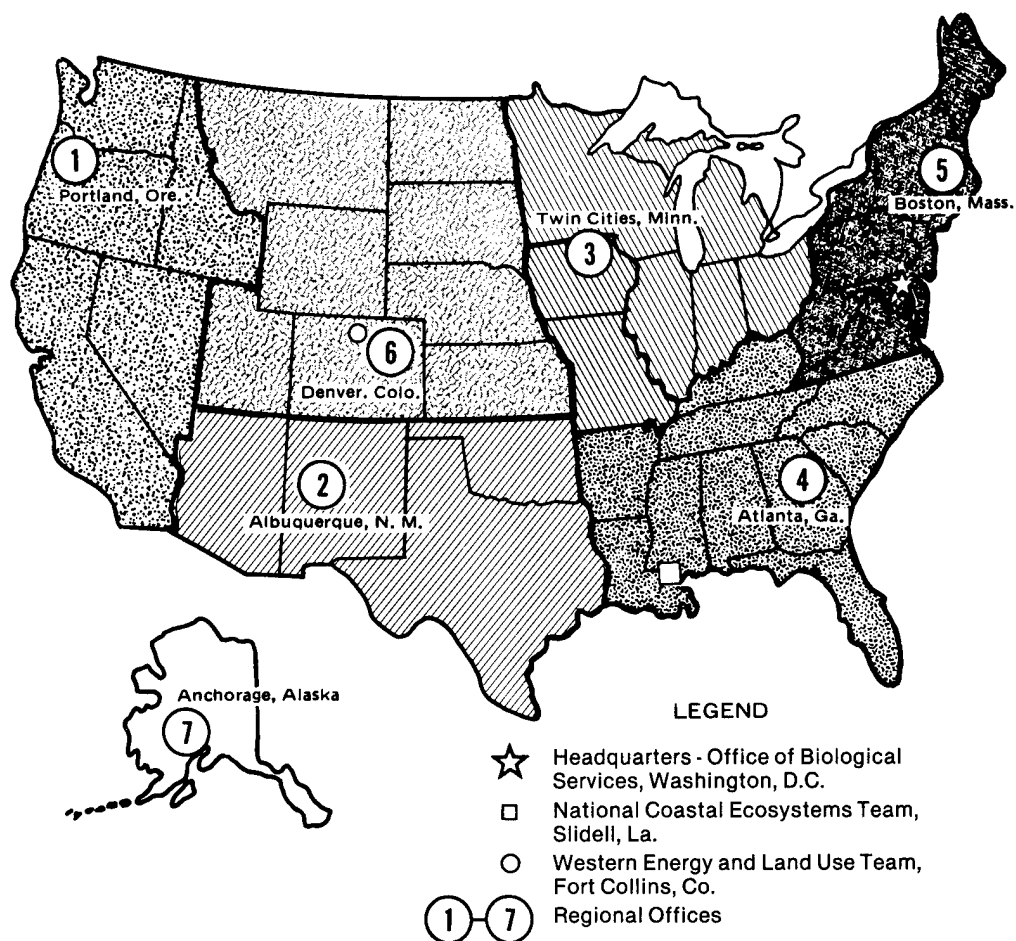 1
Portland, Ore.
5
Boston, Mass.
Twin Cities, Minn.
3
6
Denver. Colo.
2
Albuquerque, N. M.
4
Atlanta, Ga.
Anchorage, Alaska
7
LEGEND
Headquarters - Office of Biological
Services, Washington, D.C.
National Coastal Ecosystems Team,
Slidell, La.
Western Energy and Land Use Team,
Fort Collins, Co.
1-7 Regional Offices